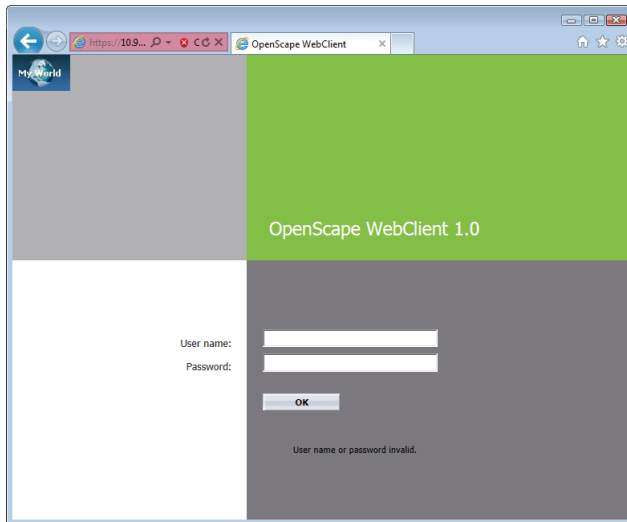 https://10.9...
OpenScape WebClient
My World
OpenScape WebClient 1.0
User name:
Password:
OK
User name or password invalid.